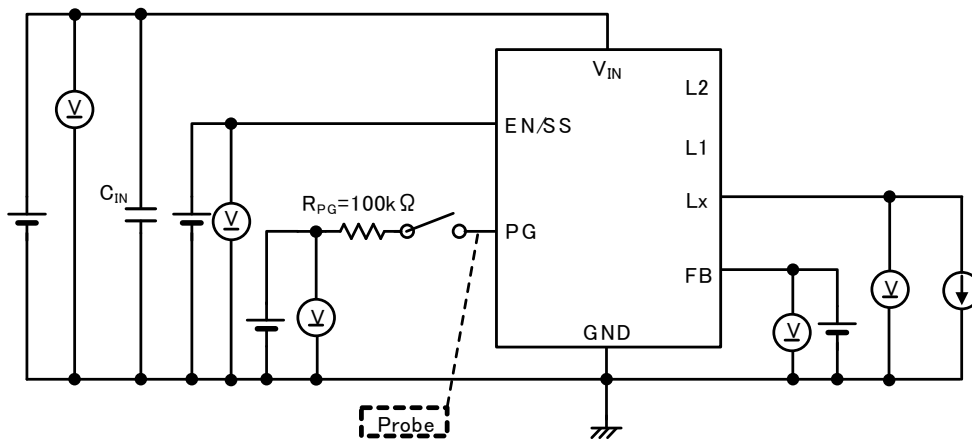 V_IN
L2
V
EN/SS
L1
C_IN
R_PG=100kΩ
Lx
V
PG
FB
V
V
V
GND
Probe